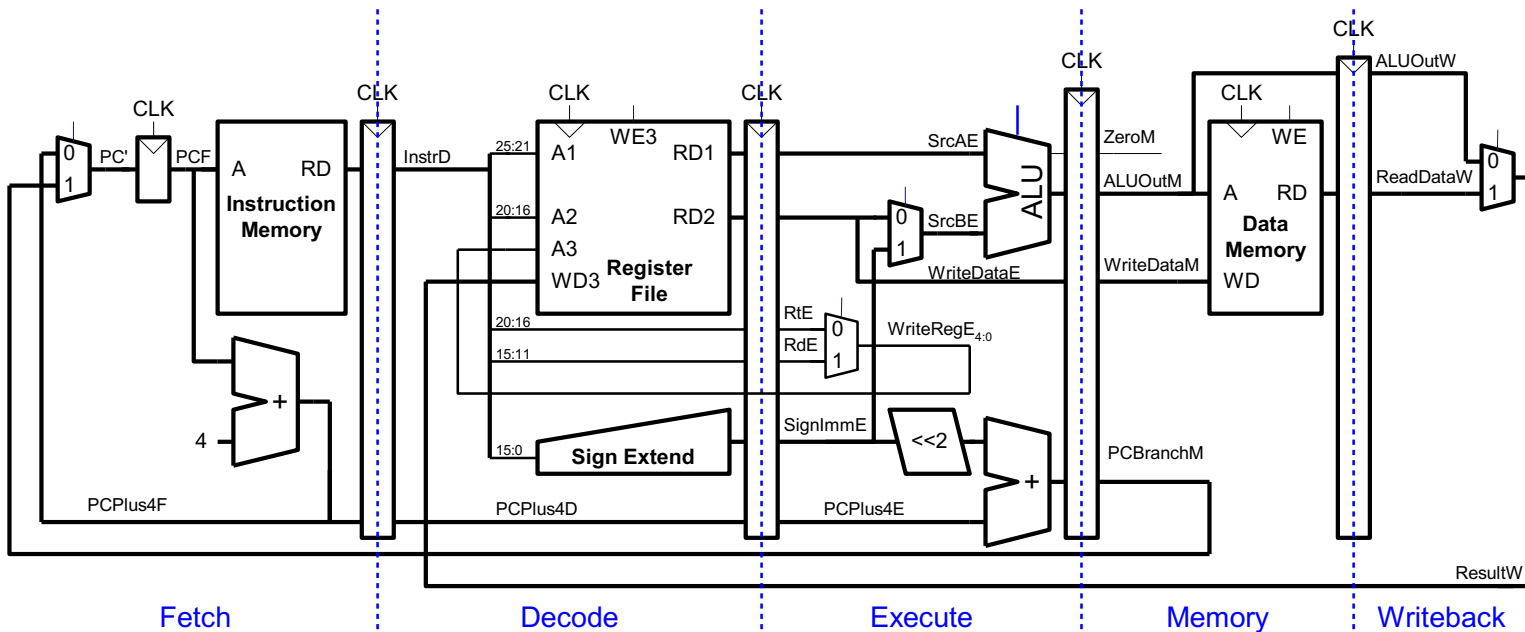 CLK
CLK
ALUOutW
CLK
CLK
CLK
CLK
CLK
CLK
0
1
PC'
PCF
A
RD
Instruction
Memory
InstrD
25:21
A1
WE3
RD1
20:16
A2
RD2
A3
WD3
Register
File
SrcAE
0
1
SrcBE
ALU
ZeroM
ALUOutM
WriteDataE
WriteDataM
WE
A
RD
Data
Memory
WD
ReadDataW
0
1
20:16
RtE
0
WriteRegE4:0
15:11
RdE
1
+
4
15:0
Sign Extend
SignImmE
<<2
+
PCBranchM
PCPlus4F
PCPlus4D
PCPlus4E
ResultW
Fetch
Decode
Execute
Memory
Writeback